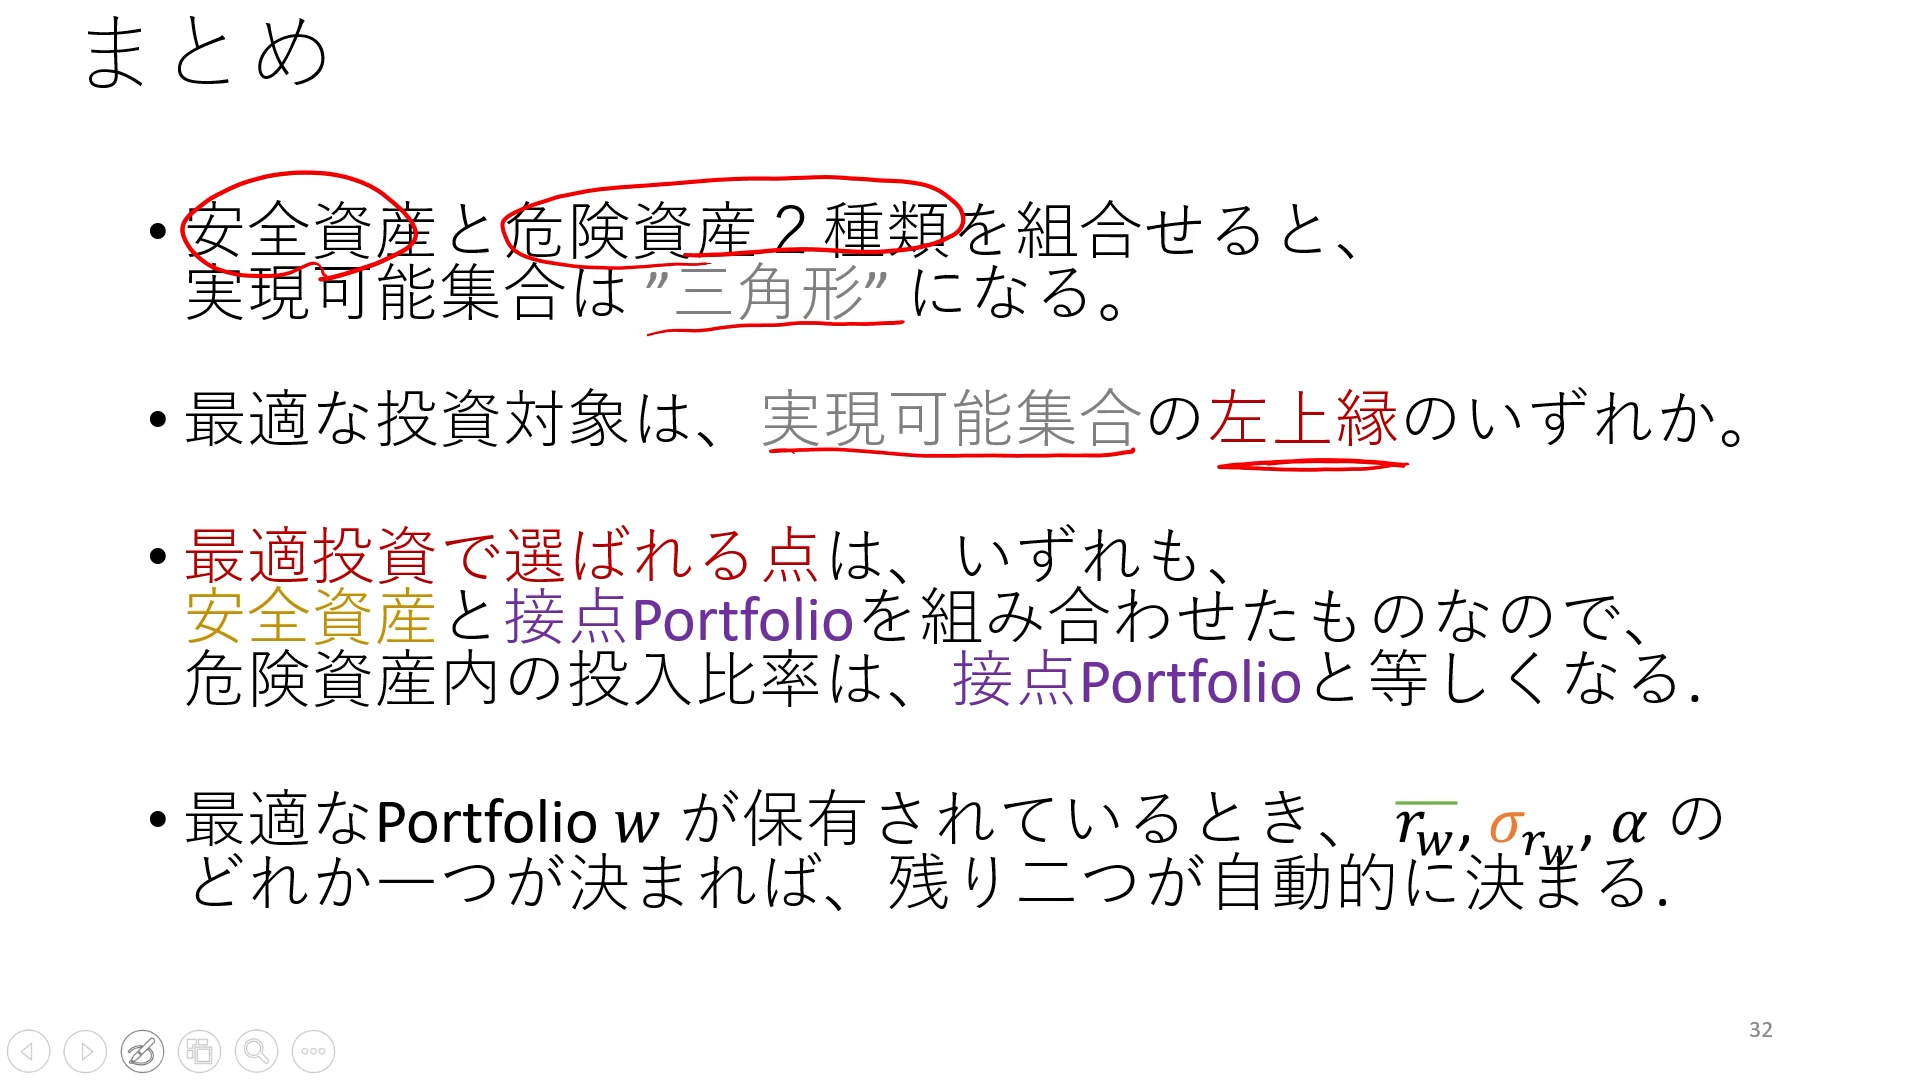 まとめ
• 安全資産と危険資産２種類を組合せると、
実現可能集合は ”三角形” になる。
• 最適な投資対象は、実現可能集合の左上縁のいずれか。
• 最適投資で選ばれる点は、いずれも、
安全資産と接点Portfolioを組み合わせたものなので、
危険資産内の投入比率は、接点Portfolioと等しくなる.
• 最適なPortfolio w が保有されているとき、 r̅_w, σ_{r_w}, α の
どれか一つが決まれば、残り二つが自動的に決まる.
32